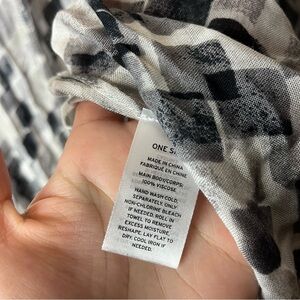 ONE S
MADE IN CHINA
FABRIQUÉ EN CHINE
MAIN BODY/CORPS:
100% VISCOSE
HAND WASH COLD,
SEPARATELY. ONLY
NON-CHLORINE BLEACH
IF NEEDED. ROLL IN
TOWEL TO REMOVE
EXCESS MOISTURE.
RESHAPE, LAY FLAT TO
DRY. COOL IRON IF
NEEDED.